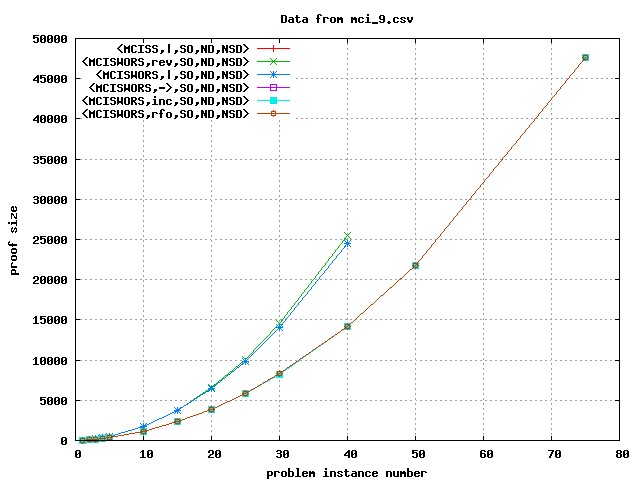 Data from mci_9.csv
<MCISS,|,SO,ND,NSD>
<MCISWORS,rev,SO,ND,NSD>
<MCISWORS,|,SO,ND,NSD>
<MCISWORS,->,SO,ND,NSD>
<MCISWORS,inc,SO,ND,NSD>
<MCISWORS,rfo,SO,ND,NSD>
50000
45000
40000
35000
30000
25000
20000
15000
10000
5000
0
proof size
0 10 20 30 40 50 60 70 80
problem instance number